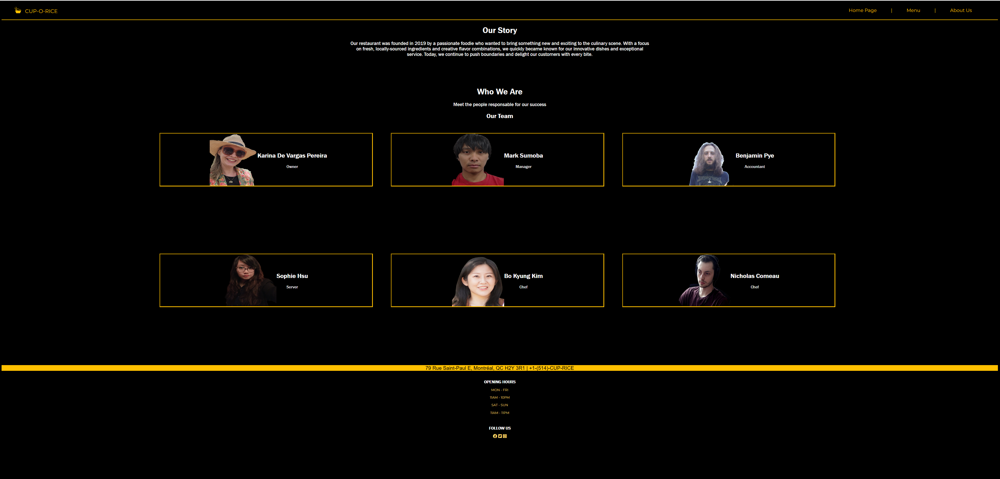 CUP-O-RICE
Home Page | Menu | About Us
Our Story
Our restaurant was founded in 2019 by a passionate foodie who wanted to bring something new and exciting to the culinary scene. With a focus
on fresh, locally-sourced ingredients and creative flavor combinations, we quickly became known for our innovative dishes and exceptional
service. Today, we continue to push boundaries and delight our customers with every bite.
Who We Are
Meet the people responsable for our success
Our Team
Karina De Vargas Pereira
Owner
Mark Sumoba
Manager
Benjamin Pye
Accountant
Sophie Hsu
Server
Bo Kyung Kim
Chef
Nicholas Comeau
Chef
79 Rue Saint-Paul E, Montréal, QC H2Y 3R1 | +1-(514)-CUP-RICE
OPENING HOURS
MON - FRI
11AM - 10PM
SAT - SUN
11AM - 11PM
FOLLOW US